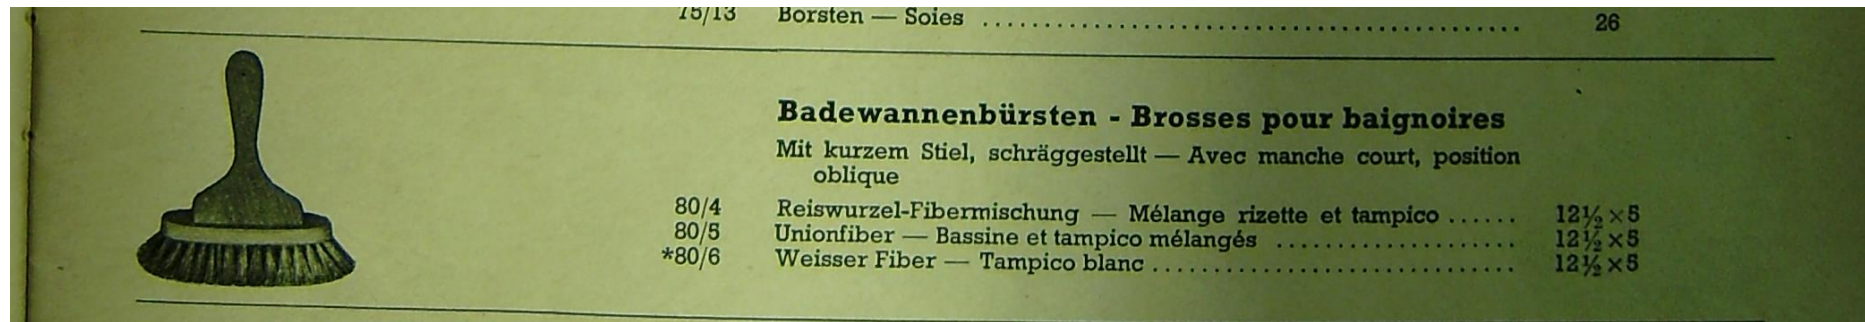 75/13 Borsten — Soies ........................................ 26
Badewannenbürsten - Brosses pour baignoires
Mit kurzem Stiel, schräggestellt — Avec manche court, position
oblique
80/4 Reiswurzel-Fibermischung — Mélange rizette et tampico ...... 12½ × 5
80/5 Unionfiber — Bassine et tampico mélangés .................... 12½ × 5
*80/6 Weisser Fiber — Tampico blanc .............................. 12½ × 5